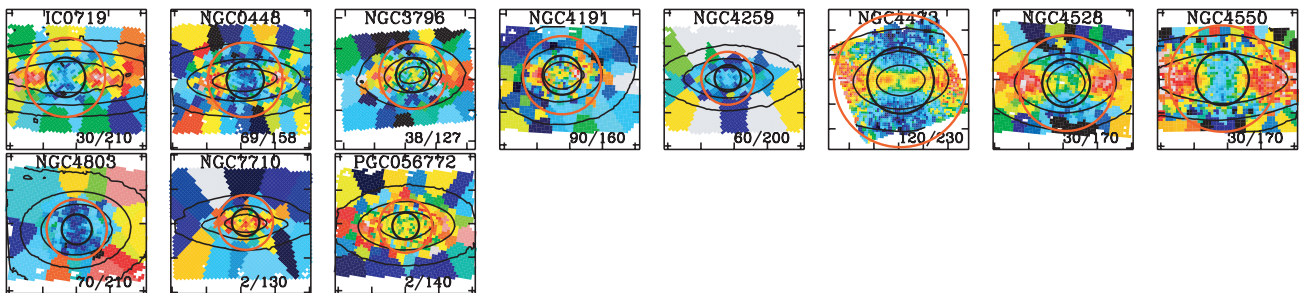 IC0719
NGC0448
NGC3796
NGC4191
NGC4259
NGC4473
NGC4528
NGC4550
30/210
69/158
38/127
90/160
60/200
120/230
30/170
30/170
NGC4803
NGC7710
PGC056772
70/210
2/130
2/140